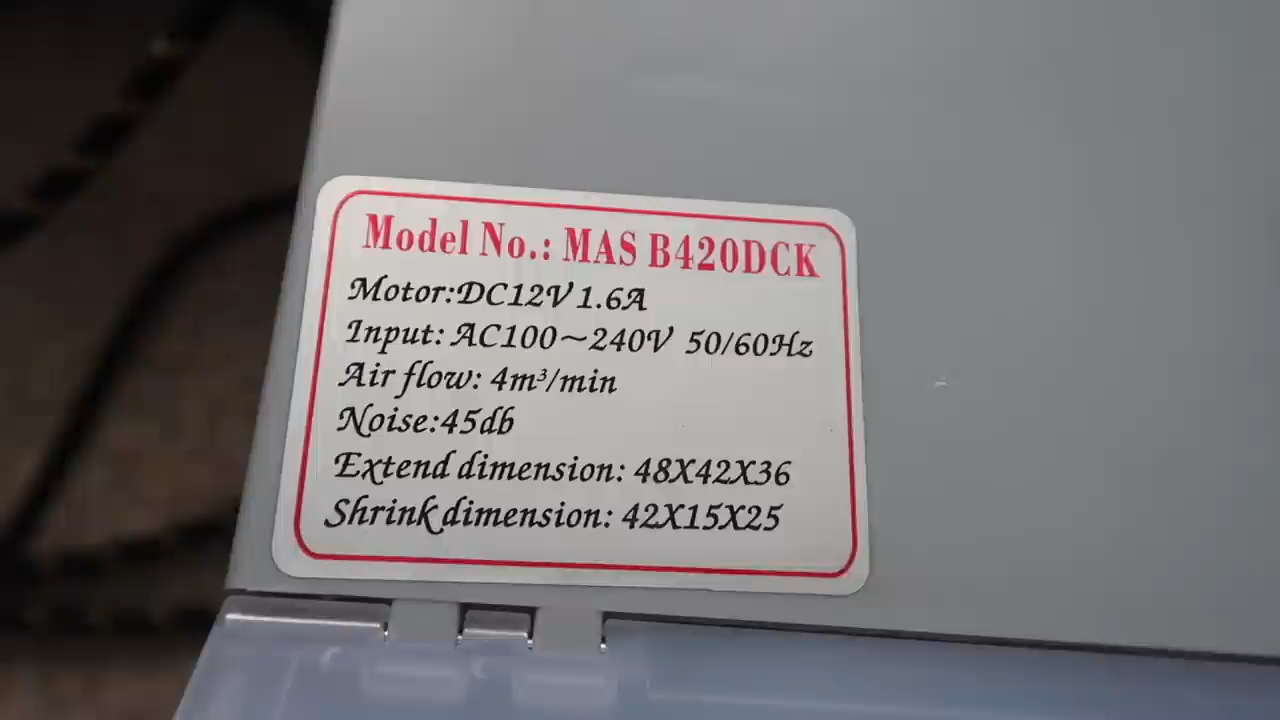 Model No.: MAS B420DCK
Motor:DC12V 1.6A
Input: AC100~240V 50/60Hz
Air flow: 4m³/min
Noise:45db
Extend dimension: 48X42X36
Shrink dimension: 42X15X25